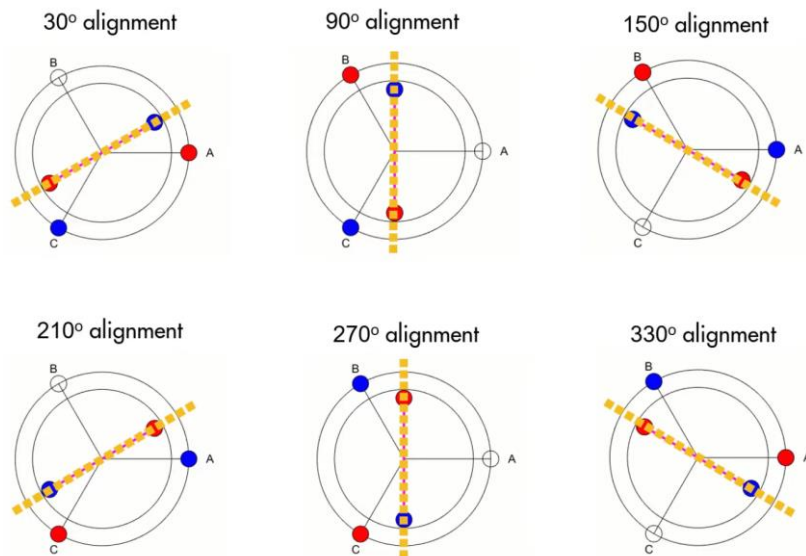 30º alignment
90º alignment
150º alignment
B
A
C
B
A
C
B
A
C
210º alignment
270º alignment
330º alignment
B
A
C
B
A
C
B
A
C